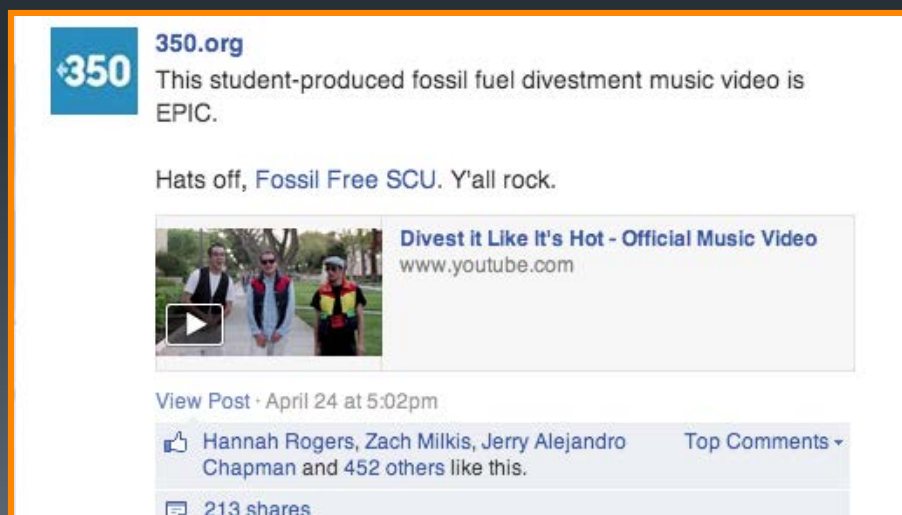 350
350.org
This student-produced fossil fuel divestment music video is
EPIC.
Hats off, Fossil Free SCU. Y'all rock.
Divest it Like It's Hot - Official Music Video
www.youtube.com
View Post · April 24 at 5:02pm
Hannah Rogers, Zach Milkis, Jerry Alejandro
Chapman and 452 others like this.
Top Comments
213 shares